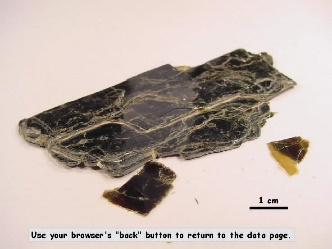 1 cm
Use your browser's "back" button to return to the data page.